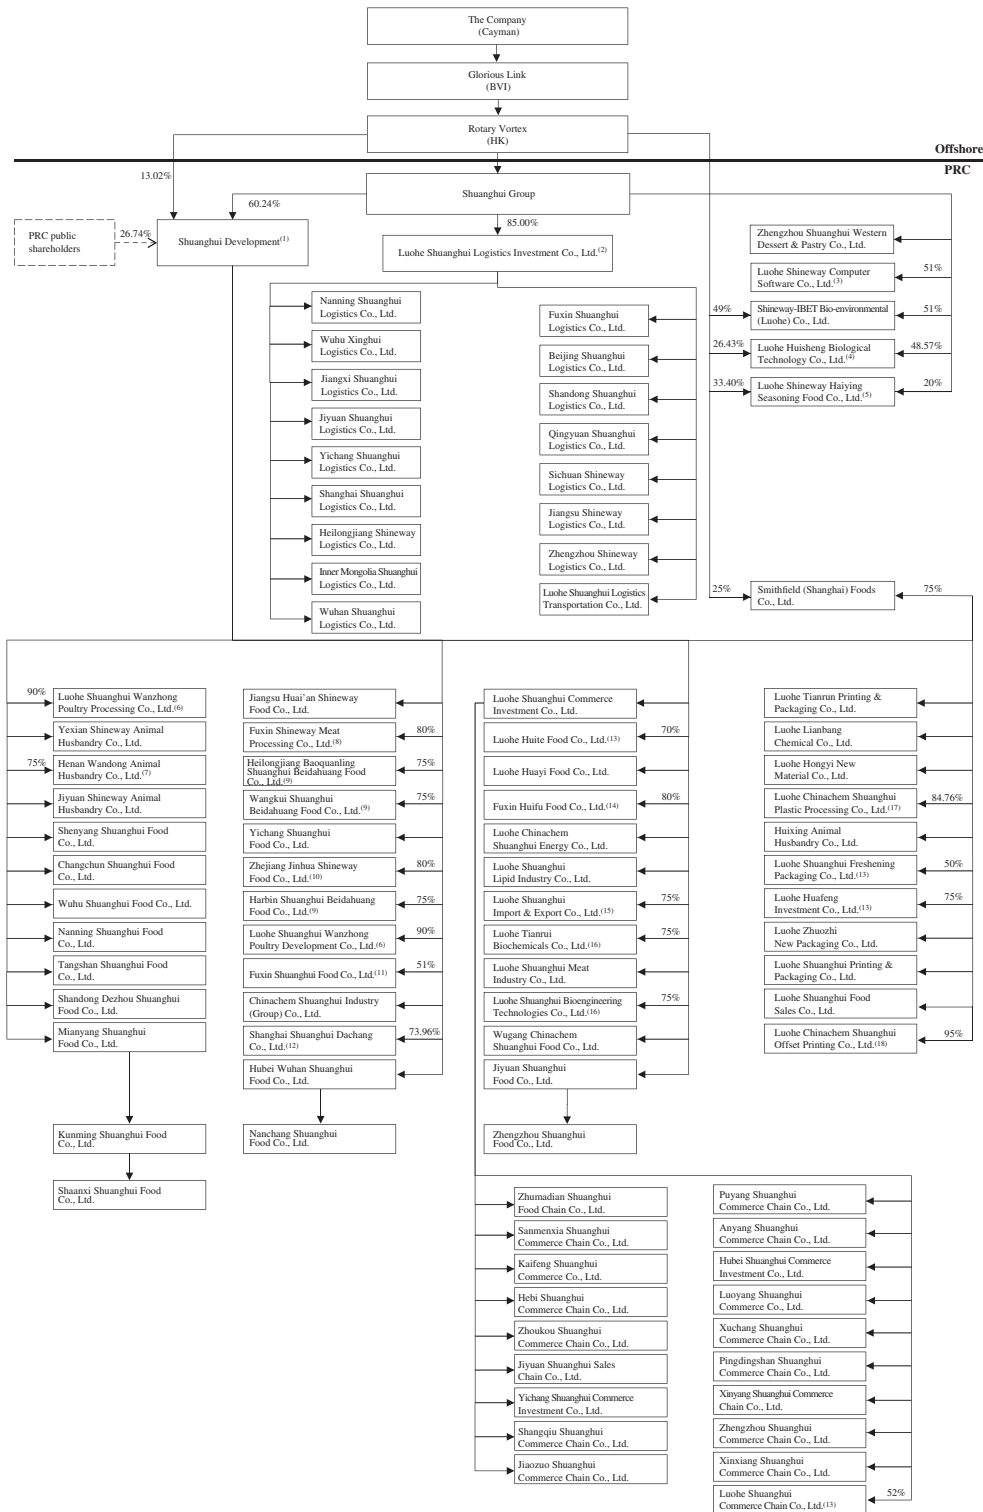 The Company
(Cayman)
Glorious Link
(BVI)
Rotary Vortex
(HK)
Offshore
PRC
13.02%
Shuanghui Group
60.24%
85.00%
PRC public
shareholders
26.74%
Shuanghui Development(1)
Luohe Shuanghui Logistics Investment Co., Ltd.(2)
Zhengzhou Shuanghui Western
Dessert & Pastry Co., Ltd.
Luohe Shineway Computer
Software Co., Ltd.(3)
51%
49%
Shineway-IBET Bio-environmental
(Luohe) Co., Ltd.
51%
26.43%
Luohe Huisheng Biological
Technology Co., Ltd.(4)
48.57%
33.40%
Luohe Shineway Haiying
Seasoning Food Co., Ltd.(5)
20%
Nanning Shuanghui
Logistics Co., Ltd.
Wuhu Xinghui
Logistics Co., Ltd.
Jiangxi Shuanghui
Logistics Co., Ltd.
Jiyuan Shuanghui
Logistics Co., Ltd.
Yichang Shuanghui
Logistics Co., Ltd.
Shanghai Shuanghui
Logistics Co., Ltd.
Heilongjiang Shineway
Logistics Co., Ltd.
Inner Mongolia Shuanghui
Logistics Co., Ltd.
Wuhan Shuanghui
Logistics Co., Ltd.
Fuxin Shuanghui
Logistics Co., Ltd.
Beijing Shuanghui
Logistics Co., Ltd.
Shandong Shuanghui
Logistics Co., Ltd.
Qingyuan Shuanghui
Logistics Co., Ltd.
Sichuan Shineway
Logistics Co., Ltd.
Jiangsu Shineway
Logistics Co., Ltd.
Zhengzhou Shineway
Logistics Co., Ltd.
Luohe Shuanghui Logistics
Transportation Co., Ltd.
25%
Smithfield (Shanghai) Foods
Co., Ltd.
75%
90%
Luohe Shuanghui Wanzhong
Poultry Processing Co., Ltd.(6)
Yexian Shineway Animal
Husbandry Co., Ltd.
75%
Henan Wandong Animal
Husbandry Co., Ltd.(7)
Jiyuan Shineway Animal
Husbandry Co., Ltd.
Shenyang Shuanghui Food
Co., Ltd.
Changchun Shuanghui Food
Co., Ltd.
Wuhu Shuanghui Food Co., Ltd.
Nanning Shuanghui Food
Co., Ltd.
Tangshan Shuanghui Food
Co., Ltd.
Shandong Dezhou Shuanghui
Food Co., Ltd.
Mianyang Shuanghui
Food Co., Ltd.
Kunming Shuanghui Food
Co., Ltd.
Shaanxi Shuanghui Food
Co., Ltd.
Jiangsu Huai'an Shineway
Food Co., Ltd.
Fuxin Shineway Meat
Processing Co., Ltd.(8)
80%
Heilongjiang Baoquanling
Shuanghui Beidahuang Food
Co., Ltd.(9)
75%
Wangkui Shuanghui
Beidahuang Food Co., Ltd.(9)
75%
Yichang Shuanghui
Food Co., Ltd.
Zhejiang Jinhua Shineway
Food Co., Ltd.(10)
80%
Harbin Shuanghui Beidahuang
Food Co., Ltd.(9)
75%
Luohe Shuanghui Wanzhong
Poultry Development Co., Ltd.(6)
90%
Fuxin Shuanghui Food Co., Ltd.(11)
51%
Chinachem Shuanghui Industry
(Group) Co., Ltd.
Shanghai Shuanghui Dachang
Co., Ltd.(12)
73.96%
Hubei Wuhan Shuanghui
Food Co., Ltd.
Nanchang Shuanghui
Food Co., Ltd.
Luohe Shuanghui Commerce
Investment Co., Ltd.
Luohe Huite Food Co., Ltd.(13)
70%
Luohe Huayi Food Co., Ltd.
Fuxin Huifu Food Co., Ltd.(14)
80%
Luohe Chinachem
Shuanghui Energy Co., Ltd.
Luohe Shuanghui
Lipid Industry Co., Ltd.
Luohe Shuanghui
Import & Export Co., Ltd.(15)
75%
Luohe Tianrui
Biochemicals Co., Ltd.(16)
75%
Luohe Shuanghui Meat
Industry Co., Ltd.
Luohe Shuanghui Bioengineering
Technologies Co., Ltd.(16)
75%
Wugang Chinachem
Shuanghui Food Co., Ltd.
Jiyuan Shuanghui
Food Co., Ltd.
Zhengzhou Shuanghui
Food Co., Ltd.
Luohe Tianrun Printing &
Packaging Co., Ltd.
Luohe Lianbang
Chemical Co., Ltd.
Luohe Hongyi New
Material Co., Ltd.
Luohe Chinachem Shuanghui
Plastic Processing Co., Ltd.(17)
84.76%
Huixing Animal
Husbandry Co., Ltd.
Luohe Shuanghui Freshening
Packaging Co., Ltd.(13)
50%
Luohe Huafeng
Investment Co., Ltd.(13)
75%
Luohe Zhuozhi
New Packaging Co., Ltd.
Luohe Shuanghui Printing &
Packaging Co., Ltd.
Luohe Shuanghui Food
Sales Co., Ltd.
Luohe Chinachem Shuanghui
Offset Printing Co., Ltd.(18)
95%
Zhumadian Shuanghui
Food Chain Co., Ltd.
Sanmenxia Shuanghui
Commerce Chain Co., Ltd.
Kaifeng Shuanghui
Commerce Co., Ltd.
Hebi Shuanghui
Commerce Chain Co., Ltd.
Zhoukou Shuanghui
Commerce Chain Co., Ltd.
Jiyuan Shuanghui Sales
Chain Co., Ltd.
Yichang Shuanghui Commerce
Investment Co., Ltd.
Shangqiu Shuanghui
Commerce Chain Co., Ltd.
Jiaozuo Shuanghui
Commerce Chain Co., Ltd.
Puyang Shuanghui
Commerce Chain Co., Ltd.
Anyang Shuanghui
Commerce Chain Co., Ltd.
Hubei Shuanghui Commerce
Investment Co., Ltd.
Luoyang Shuanghui
Commerce Co., Ltd.
Xuchang Shuanghui
Commerce Chain Co., Ltd.
Pingdingshan Shuanghui
Commerce Chain Co., Ltd.
Xinyang Shuanghui Commerce
Chain Co., Ltd.
Zhengzhou Shuanghui
Commerce Chain Co., Ltd.
Xinxiang Shuanghui
Commerce Chain Co., Ltd.
Luohe Shuanghui
Commerce Chain Co., Ltd.(13)
52%